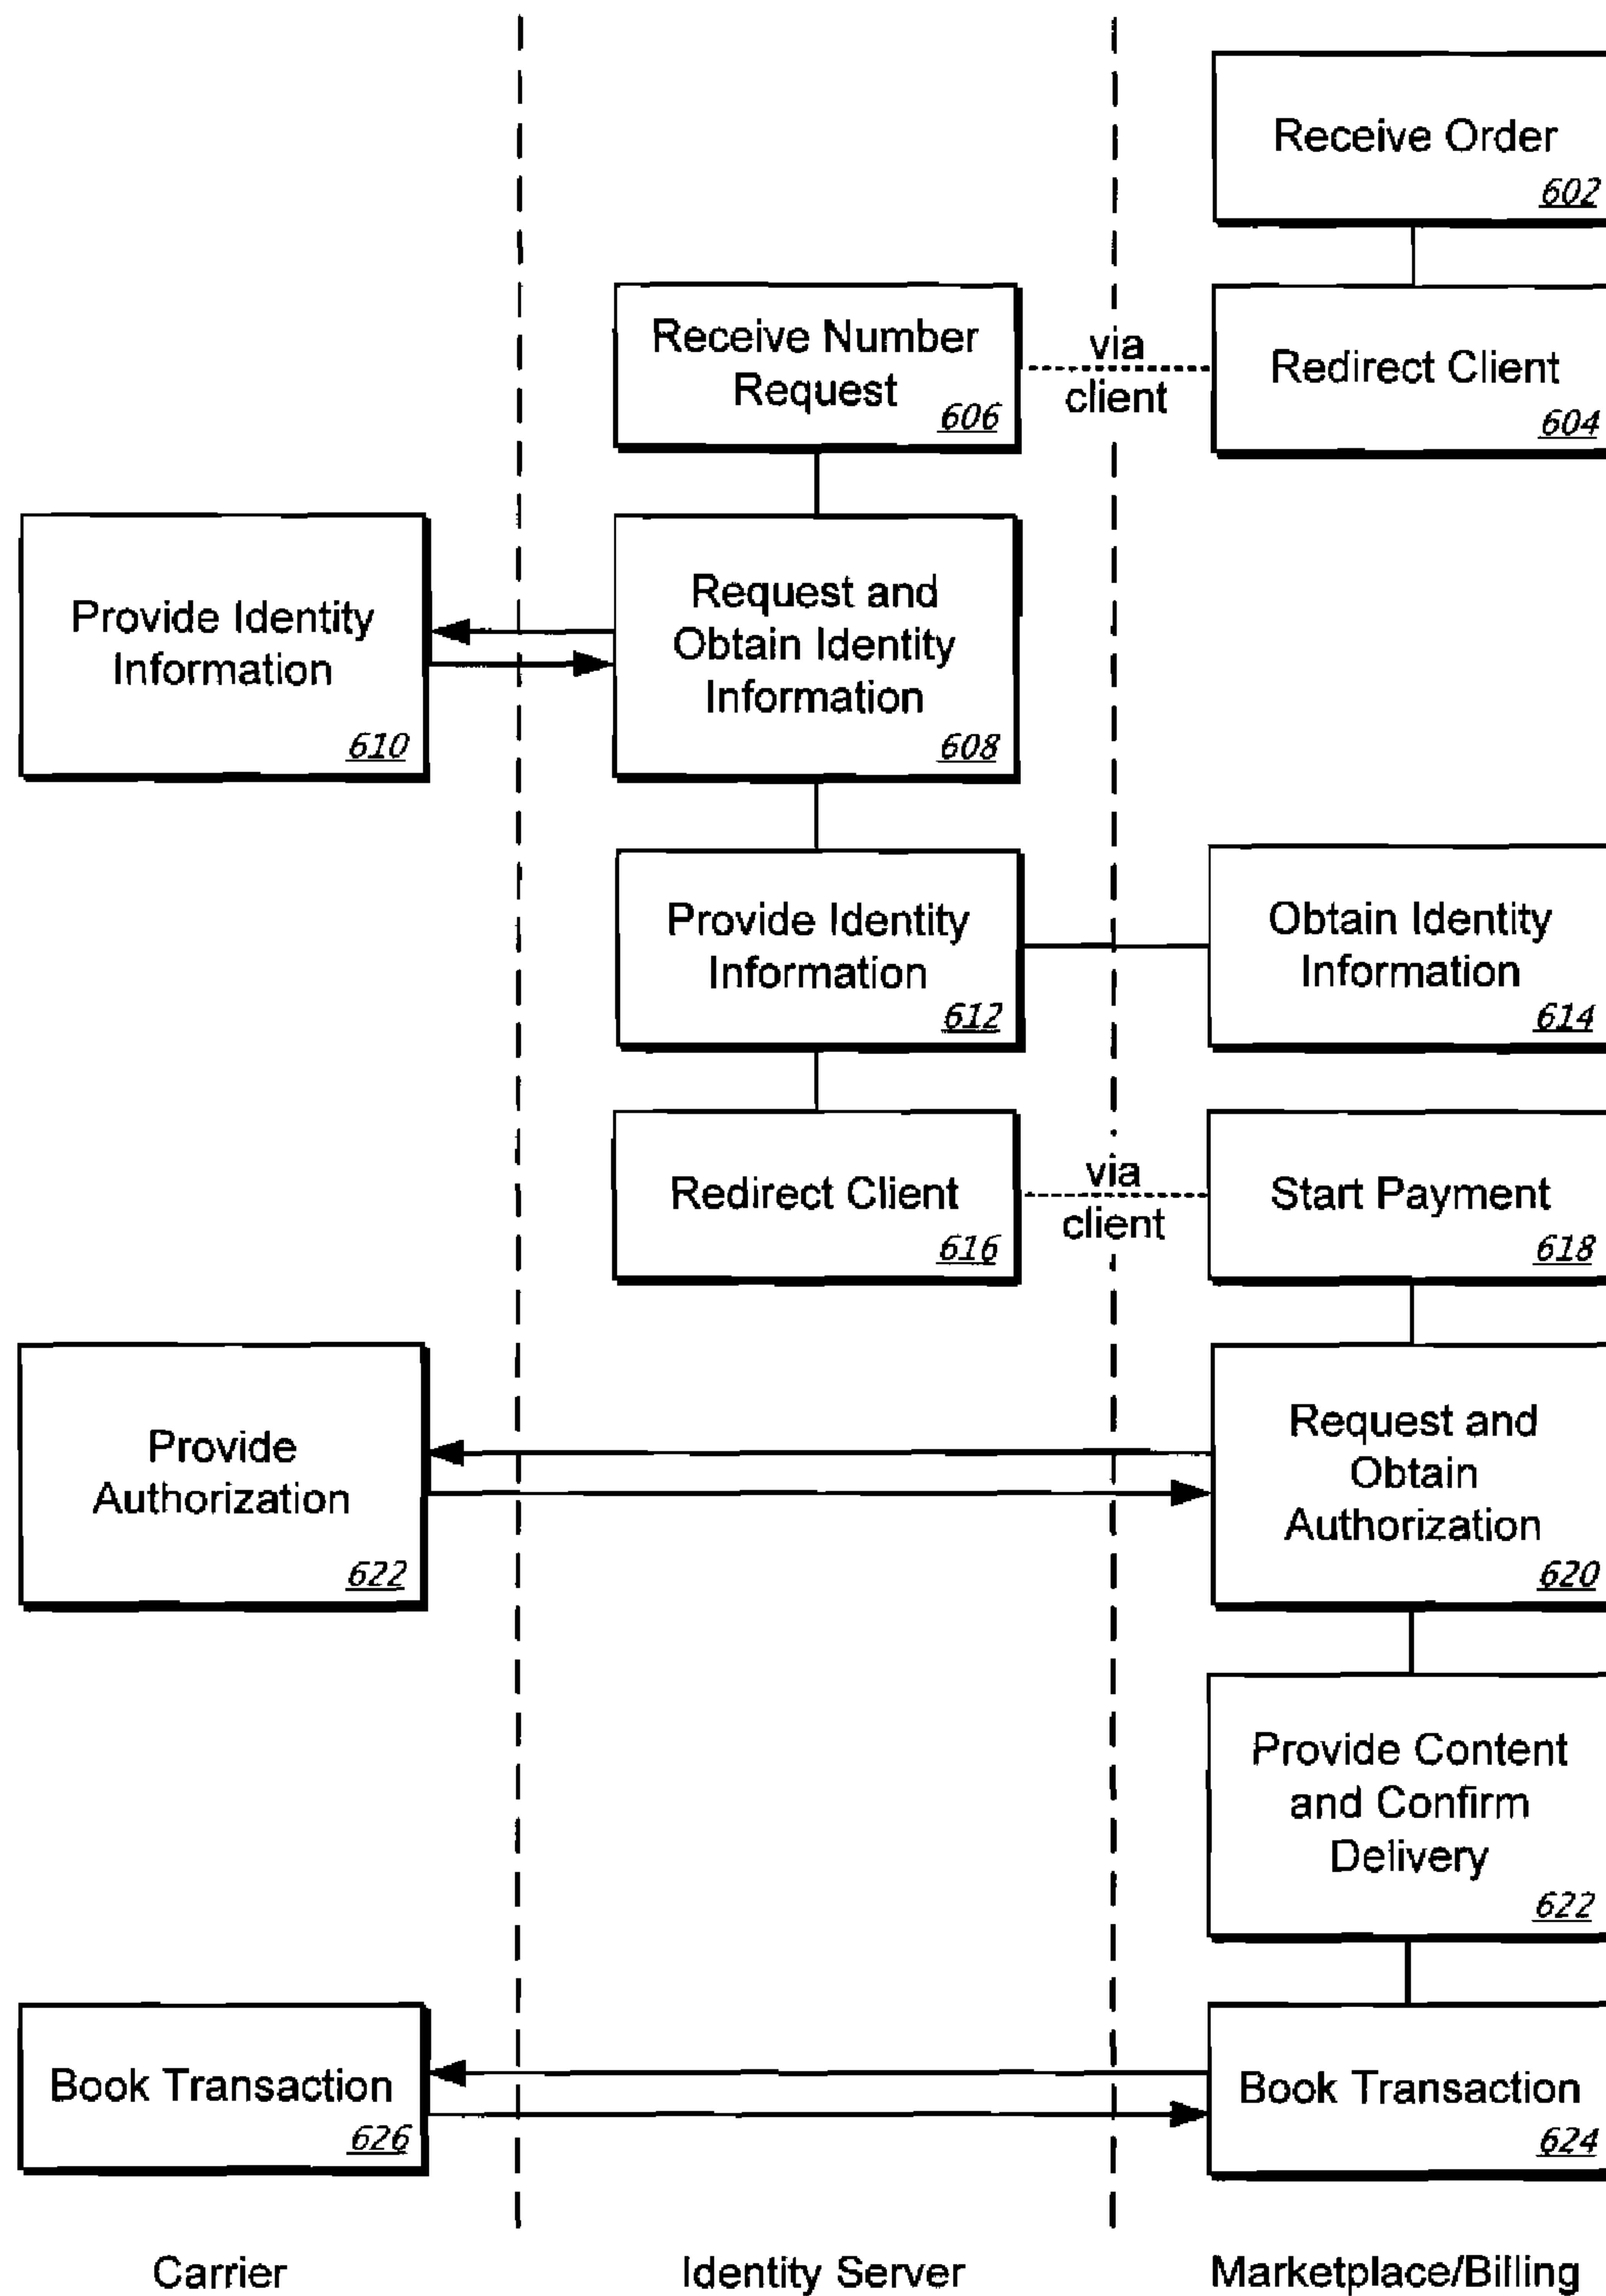 Receive Order
602
Receive Number
Request
606
via
client
Redirect Client
604
Provide Identity
Information
610
Request and
Obtain Identity
Information
608
Provide Identity
Information
612
Obtain Identity
Information
614
Redirect Client
616
via
client
Start Payment
618
Provide
Authorization
622
Request and
Obtain
Authorization
620
Provide Content
and Confirm
Delivery
622
Book Transaction
626
Book Transaction
624
Carrier
Identity Server
Marketplace/Billing